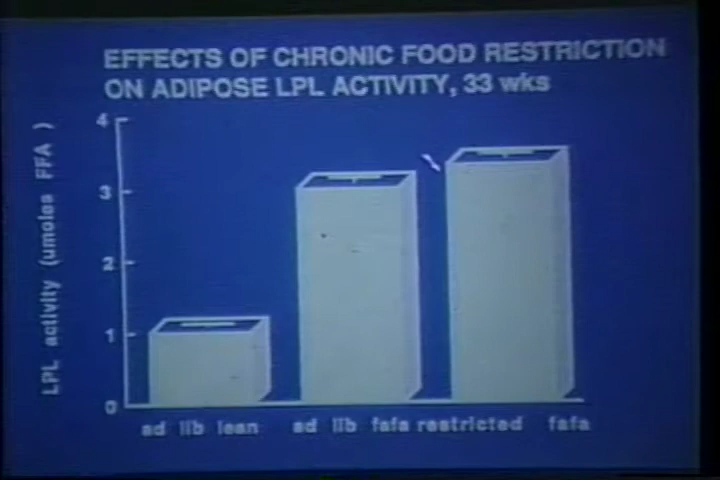 EFFECTS OF CHRONIC FOOD RESTRICTION
ON ADIPOSE LPL ACTIVITY, 33 wks
4
3
2
1
0
LPL activity (umoles FFA )
ad lib lean
ad lib fafa
restricted fafa